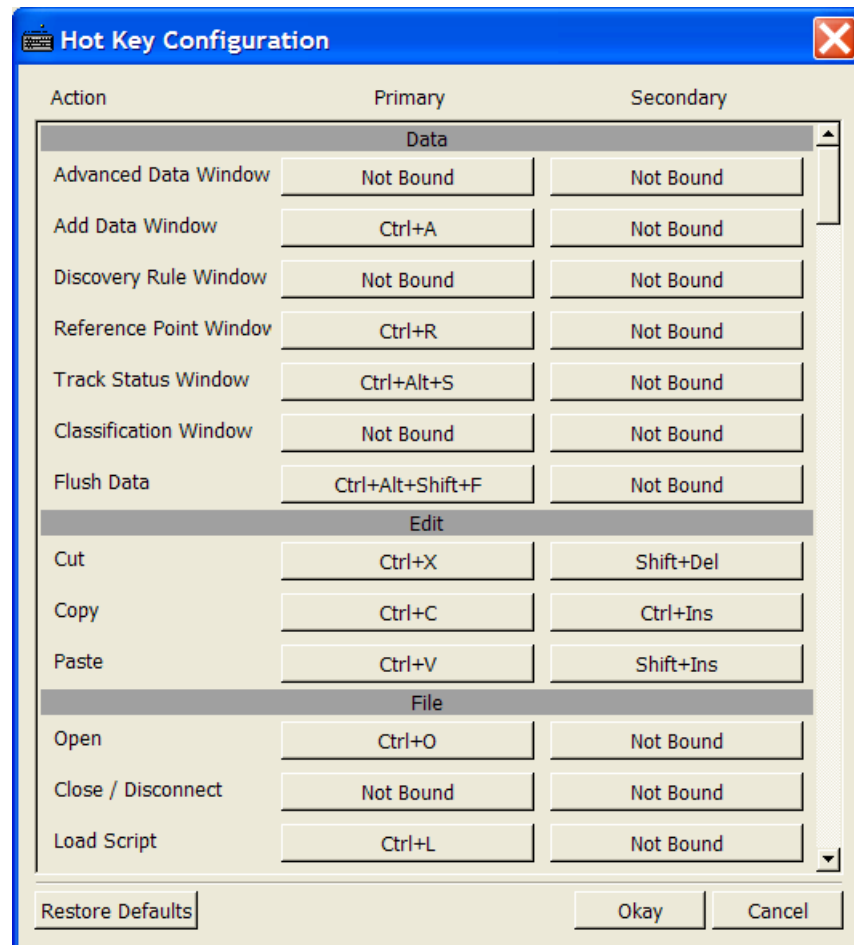 Hot Key Configuration
Action Primary Secondary
Data
Advanced Data Window Not Bound Not Bound
Add Data Window Ctrl+A Not Bound
Discovery Rule Window Not Bound Not Bound
Reference Point Window Ctrl+R Not Bound
Track Status Window Ctrl+Alt+S Not Bound
Classification Window Not Bound Not Bound
Flush Data Ctrl+Alt+Shift+F Not Bound
Edit
Cut Ctrl+X Shift+Del
Copy Ctrl+C Ctrl+Ins
Paste Ctrl+V Shift+Ins
File
Open Ctrl+O Not Bound
Close / Disconnect Not Bound Not Bound
Load Script Ctrl+L Not Bound
Restore Defaults Okay Cancel